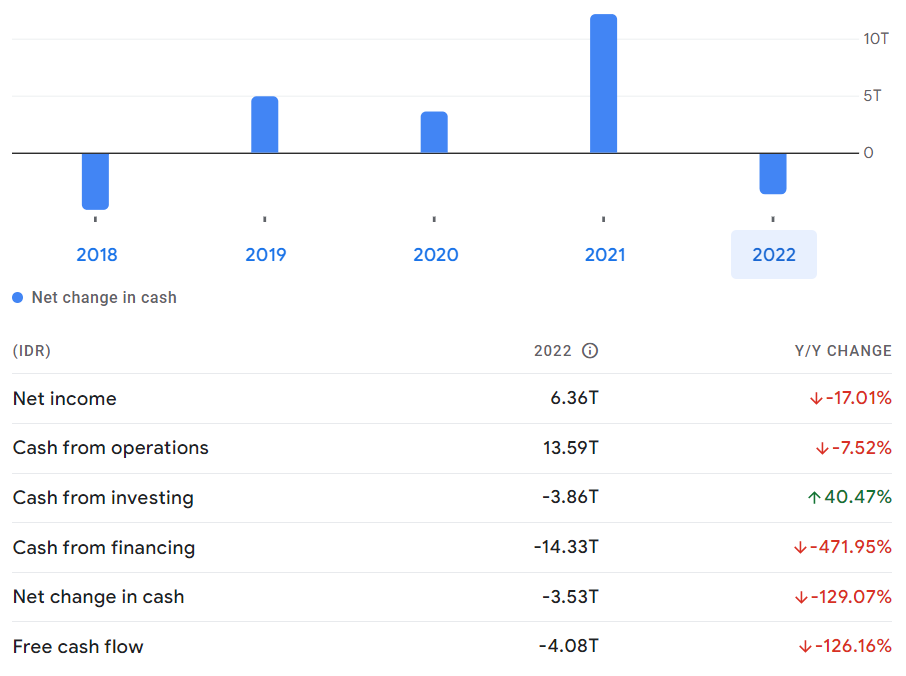 10T
5T
0
2018 2019 2020 2021 2022
Net change in cash
(IDR) 2022 Y/Y CHANGE
Net income 6.36T ↓-17.01%
Cash from operations 13.59T ↓-7.52%
Cash from investing -3.86T ↑40.47%
Cash from financing -14.33T ↓-471.95%
Net change in cash -3.53T ↓-129.07%
Free cash flow -4.08T ↓-126.16%